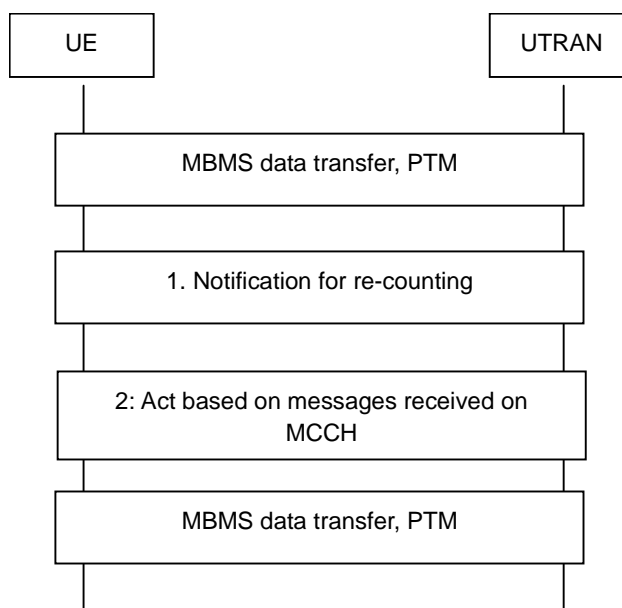 UE
UTRAN
MBMS data transfer, PTM
1. Notification for re-counting
2: Act based on messages received on
MCCH
MBMS data transfer, PTM